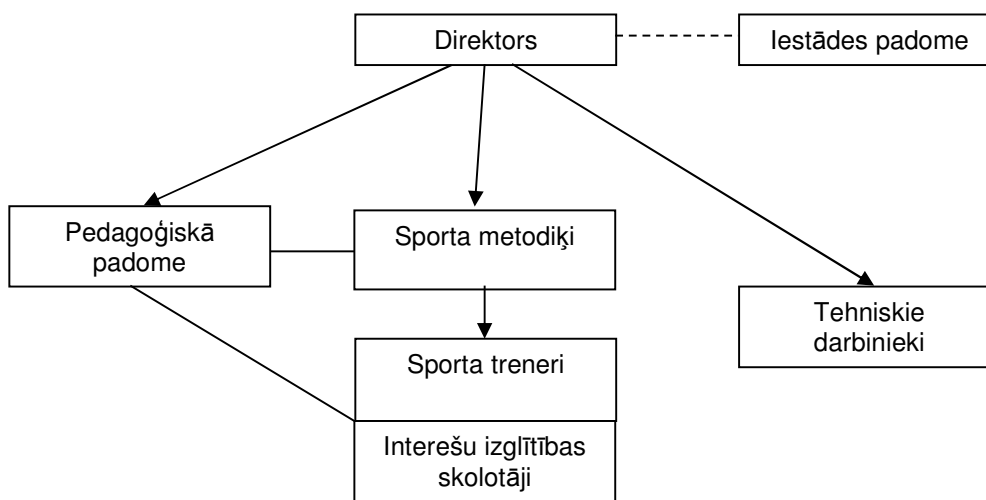 Direktors
Iestādes padome
Pedagoģiskā
padome
Sporta metodiķi
Tehniskie
darbinieki
Sporta treneri
Interešu izglītības
skolotāji